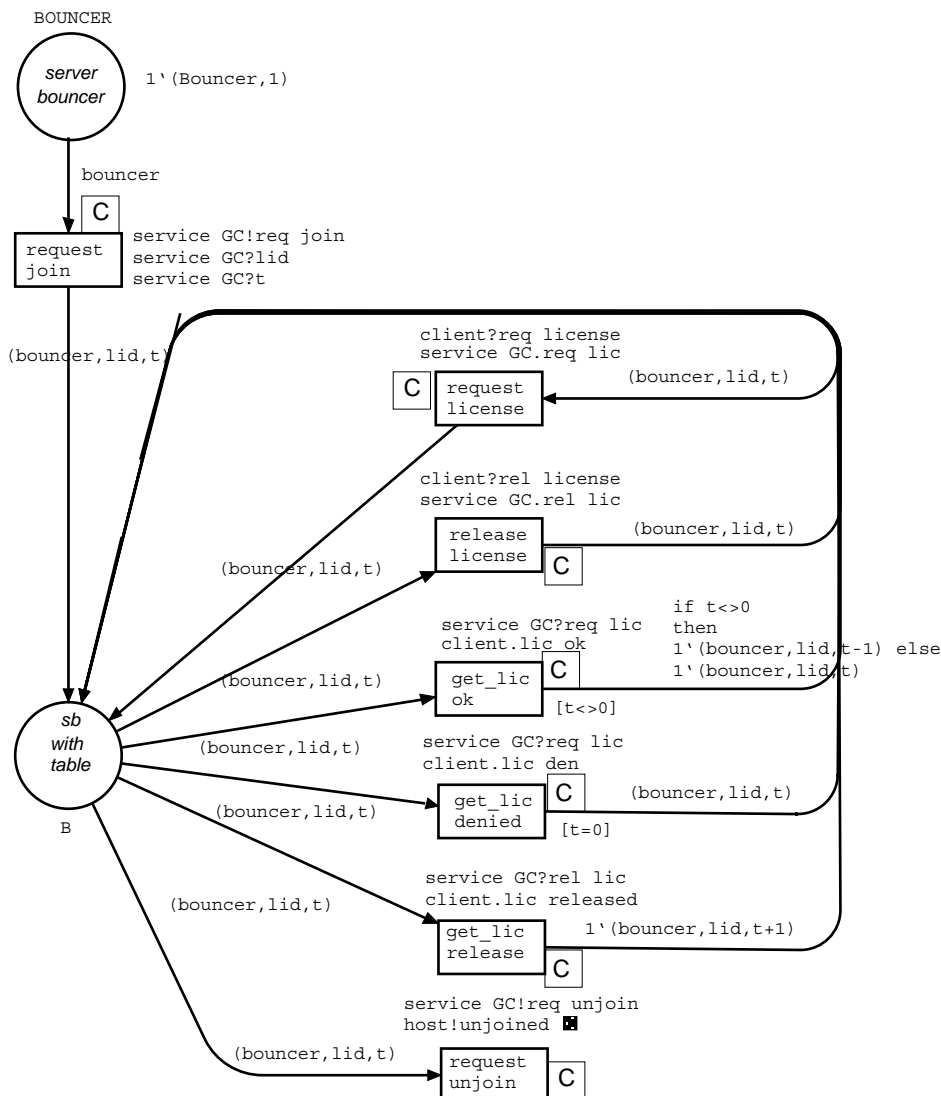 BOUNCER
server
bouncer
1‘(Bouncer,1)
bouncer
C
request
join
service GC!req join
service GC?lid
service GC?t
(bouncer,lid,t)
client?req license
service GC.req lic
C
request
license
(bouncer,lid,t)
client?rel license
service GC.rel lic
release
license
(bouncer,lid,t)
C
(bouncer,lid,t)
if t<>0
then
1‘(bouncer,lid,t-1) else
1‘(bouncer,lid,t)
service GC?req lic
client.lic ok
C
get_lic
ok
[t<>0]
(bouncer,lid,t)
sb
with
table
B
(bouncer,lid,t)
service GC?req lic
client.lic den
C
get_lic
denied
(bouncer,lid,t)
[t=0]
(bouncer,lid,t)
service GC?rel lic
client.lic released
get_lic
release
1‘(bouncer,lid,t+1)
C
(bouncer,lid,t)
service GC!req unjoin
host!unjoined
(bouncer,lid,t)
request
unjoin
C